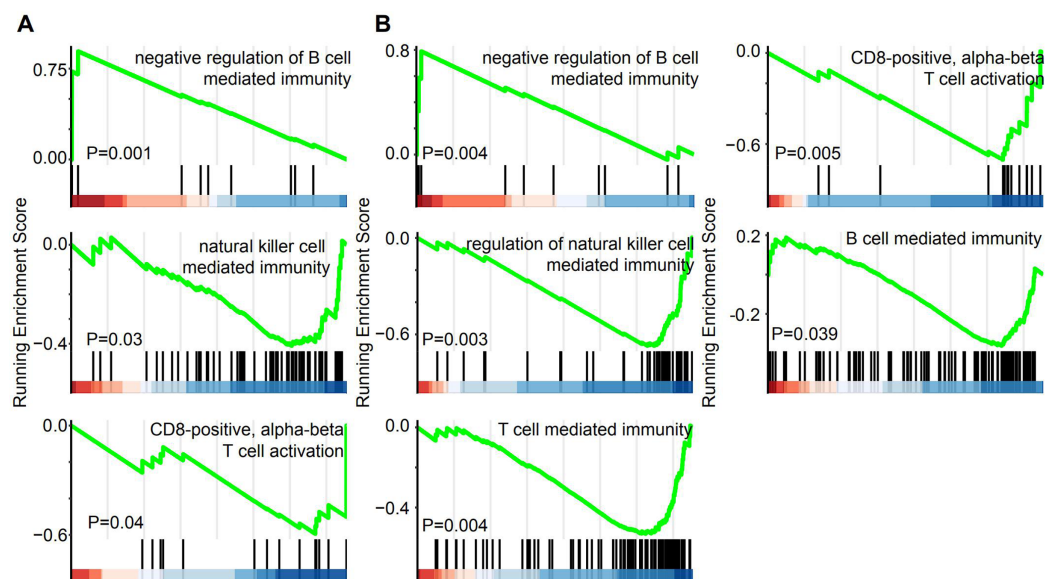 A
B
negative regulation of B cell
mediated immunity
0.75
0.00
P=0.001
negative regulation of B cell
mediated immunity
0.8
0.4
0.0
P=0.004
CD8-positive, alpha-beta
T cell activation
0.0
−0.6
P=0.005
Running Enrichment Score
natural killer cell
mediated immunity
0.0
−0.4
P=0.03
Running Enrichment Score
regulation of natural killer cell
mediated immunity
0.0
−0.6
P=0.003
Running Enrichment Score
B cell mediated immunity
0.2
-0.2
P=0.039
CD8-positive, alpha-beta
T cell activation
0.0
−0.6
P=0.04
T cell mediated immunity
0.0
−0.4
P=0.004